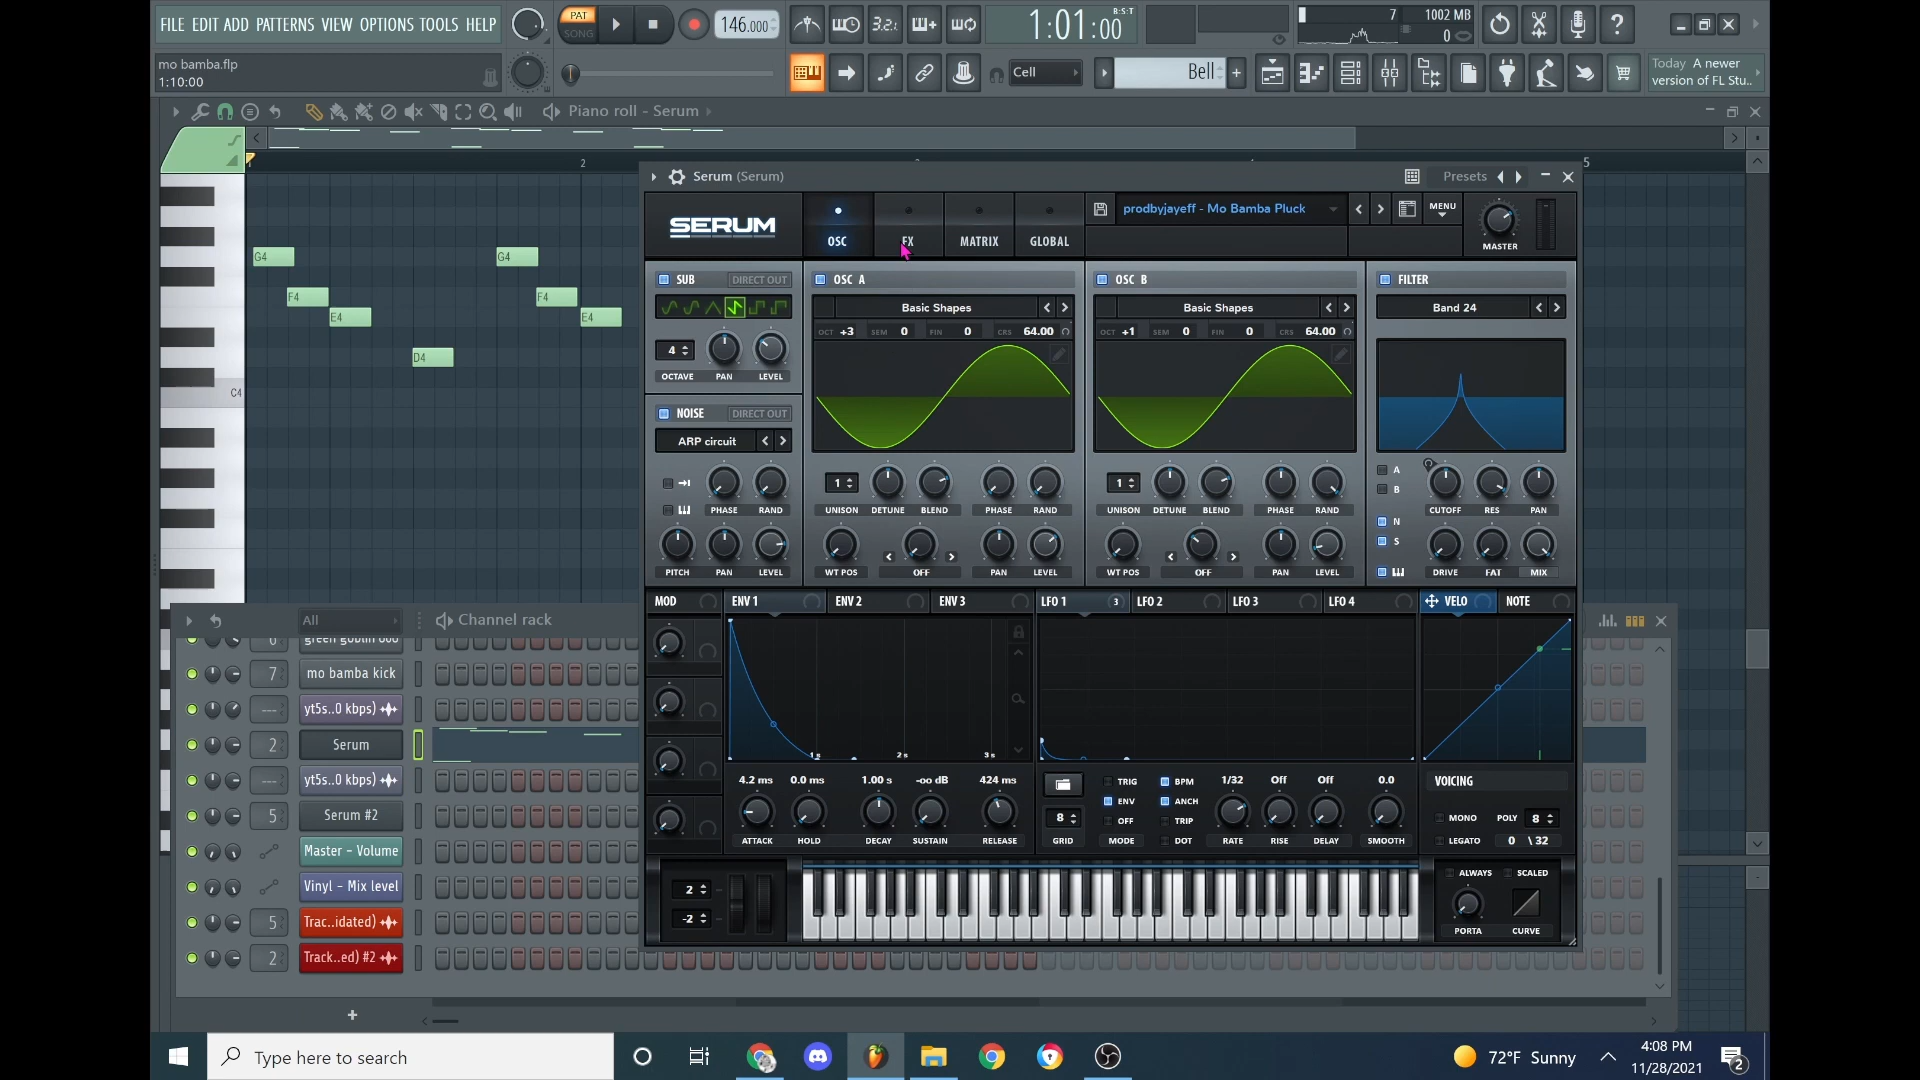 FILE EDIT ADD PATTERNS VIEW OPTIONS TOOLS HELP
PAT
SONG
146.000
3.2.
1:01:00
B:S:T
7
1002 MB
0
mo bamba.flp
1:10:00
Cell
Bell
Today A newer
version of FL Stu..
Piano roll - Serum
2
5
Serum (Serum)
Presets
SERUM
OSC
FX
MATRIX
GLOBAL
prodbyjayeff - Mo Bamba Pluck
MENU
MASTER
G4
F4
E4
D4
G4
F4
E4
C4
SUB
DIRECT OUT
OSC A
OSC B
FILTER
Basic Shapes
Basic Shapes
Band 24
OCT +3 SEM 0 FIN 0 CRS 64.00
OCT +1 SEM 0 FIN 0 CRS 64.00
4
OCTAVE PAN LEVEL
NOISE
DIRECT OUT
ARP circuit
PHASE RAND
PITCH PAN LEVEL
1
UNISON DETUNE BLEND PHASE RAND
WT POS OFF PAN LEVEL
1
UNISON DETUNE BLEND PHASE RAND
WT POS OFF PAN LEVEL
A
B
N
S
CUTOFF RES PAN
DRIVE FAT MIX
MOD ENV 1 ENV 2 ENV 3 LFO 1 3 LFO 2 LFO 3 LFO 4 VELO NOTE
1 s 2 s 3 s
4.2 ms 0.0 ms 1.00 s -oo dB 424 ms
ATTACK HOLD DECAY SUSTAIN RELEASE
8
GRID
TRIG
ENV
OFF
MODE
BPM
ANCH
TRIP
DOT
1/32 Off Off 0.0
RATE RISE DELAY SMOOTH
VOICING
MONO POLY 8
LEGATO 0 \ 32
2
-2
ALWAYS SCALED
PORTA CURVE
All
Channel rack
6 green goblin 808
7 mo bamba kick
--- yt5s..0 kbps)
2 Serum
--- yt5s..0 kbps)
5 Serum #2
Master - Volume
Vinyl - Mix level
5 Trac..idated)
2 Track..ed) #2
+
Type here to search
72°F Sunny
4:08 PM
11/28/2021
2